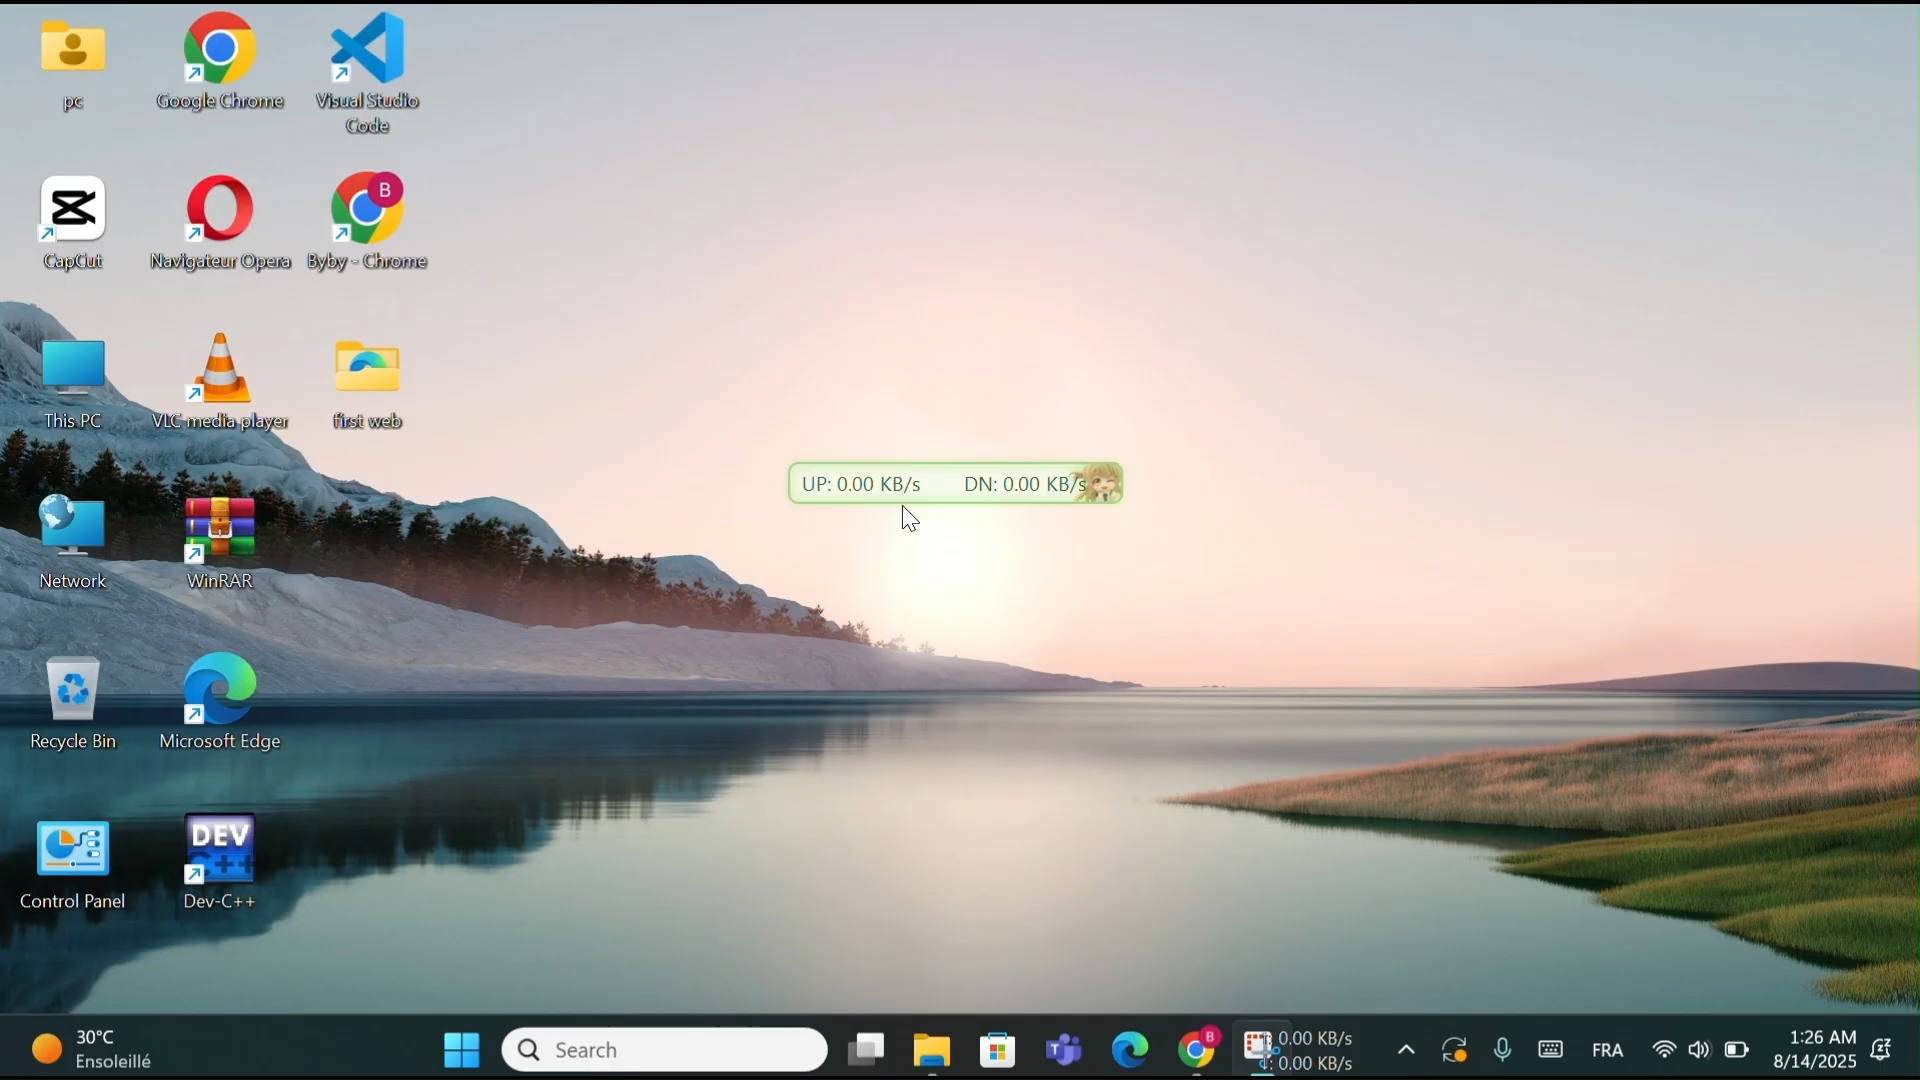 pc
Google Chrome
Visual Studio
Code
CapCut
Navigateur Opera
B
Byby - Chrome
This PC
VLC media player
first web
UP: 0.00 KB/s DN: 0.00 KB/s
Network
WinRAR
Recycle Bin
Microsoft Edge
Control Panel
DEV
C++
Dev-C++
30°C
Ensoleillé
Search
T
B
: 0.00 KB/s
: 0.00 KB/s
FRA
1:26 AM
8/14/2025